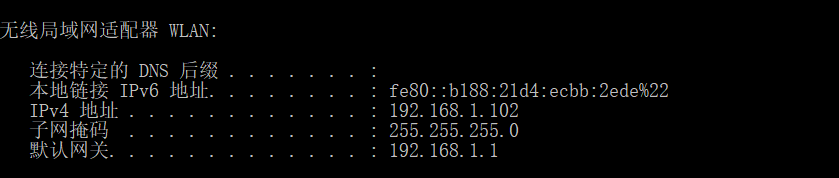 无线局域网适配器 WLAN:
连接特定的 DNS 后缀 . . . . . . . :
本地链接 IPv6 地址. . . . . . . . : fe80::b188:21d4:ecbb:2ede%22
IPv4 地址 . . . . . . . . . . . . : 192.168.1.102
子网掩码  . . . . . . . . . . . . : 255.255.255.0
默认网关. . . . . . . . . . . . . : 192.168.1.1